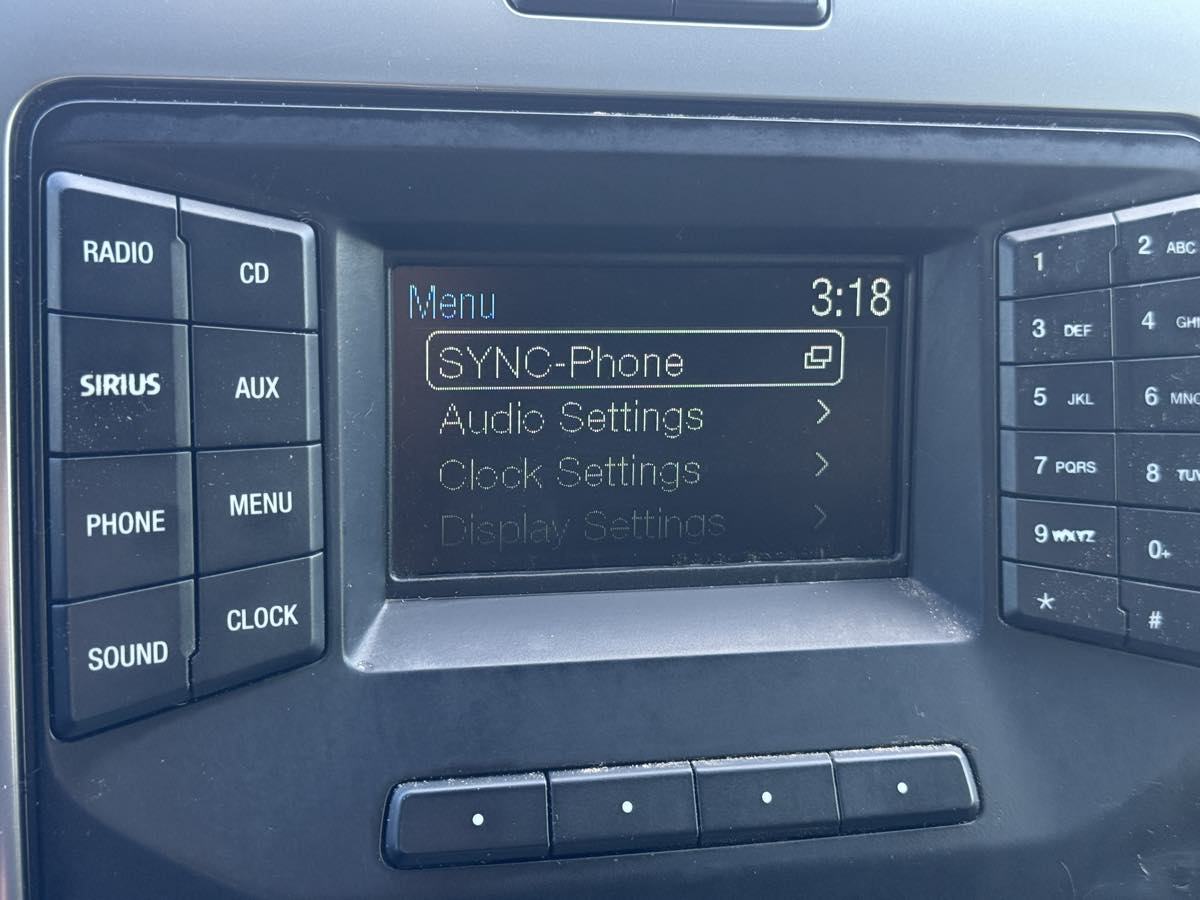 RADIO
CD
SIRIUS
AUX
PHONE
MENU
SOUND
CLOCK
Menu 3:18
SYNC-Phone
Audio Settings
Clock Settings
Display Settings
1
2 ABC
3 DEF
4 GHI
5 JKL
6 MNO
7 PQRS
8 TUV
9 WXYZ
0+
*
#